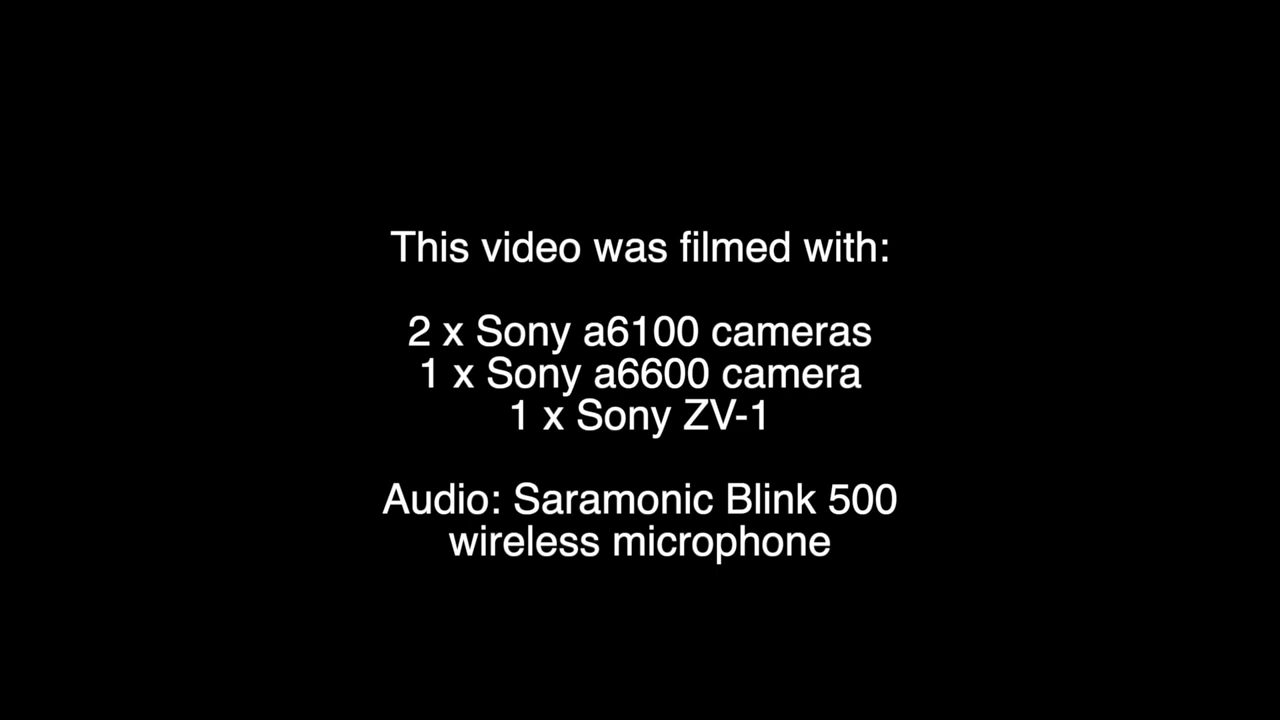 This video was filmed with:
2 x Sony a6100 cameras
1 x Sony a6600 camera
1 x Sony ZV-1
Audio: Saramonic Blink 500
wireless microphone